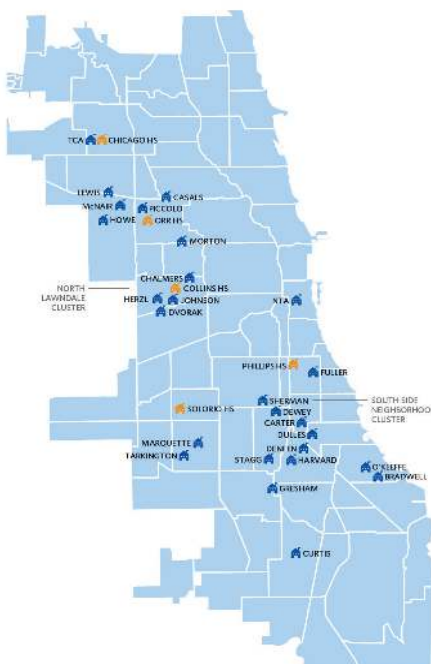 TCA CHICAGO HS
LEWIS
CASALS
McNAIR
PICCOLO
HOWE
ORR HS
MORTON
CHALMERS
NORTH
LAWNDALE
CLUSTER
COLLINS HS
HERZL
JOHNSON
NTA
DVORAK
PHILLIPS HS
FULLER
SHERMAN
SOUTH SIDE
NEIGHBORHOOD
CLUSTER
SOLORIO HS
DEWEY
CARTER
DULLES
MARQUETTE
DENEEN
TARKINGTON
STAGG
HARVARD
O'KEEFFE
BRADWELL
GRESHAM
CURTIS